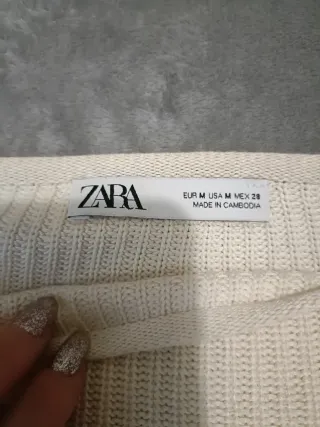 ZARA
EUR M USA M MEX 28
MADE IN CAMBODIA